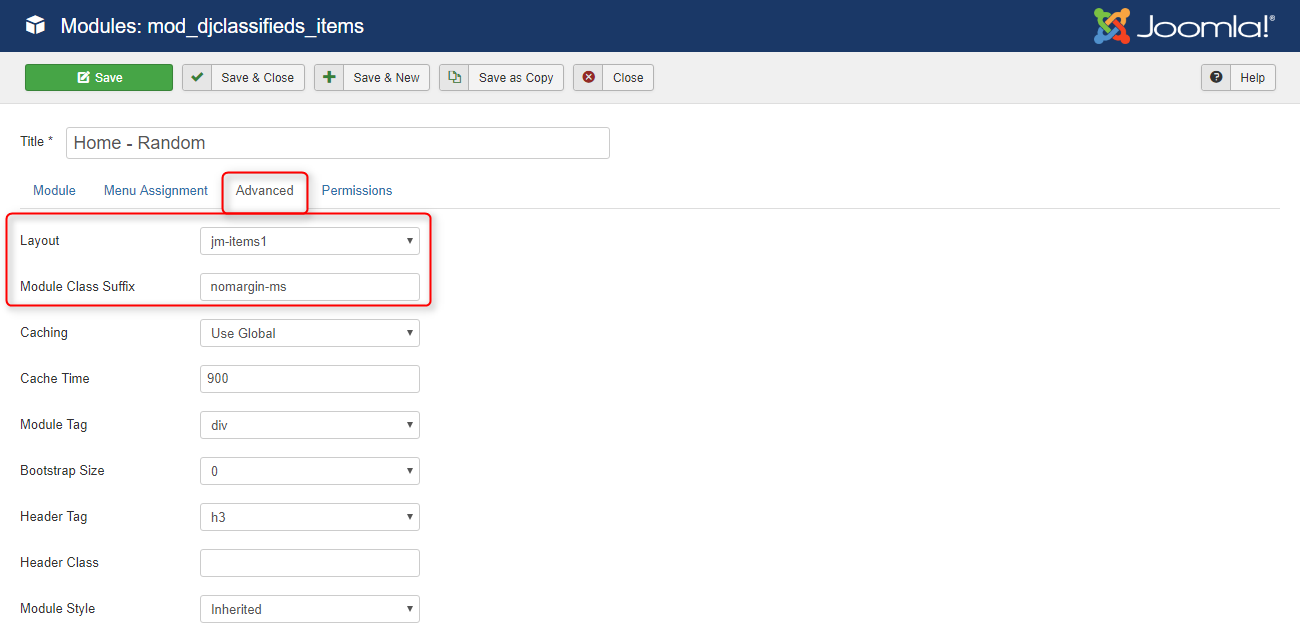 Modules: mod_djclassifieds_items
Joomla!®
Save
Save & Close
Save & New
Save as Copy
Close
Help
Title *
Home - Random
Module
Menu Assignment
Advanced
Permissions
Layout
jm-items1
Module Class Suffix
nomargin-ms
Caching
Use Global
Cache Time
900
Module Tag
div
Bootstrap Size
0
Header Tag
h3
Header Class
Module Style
Inherited